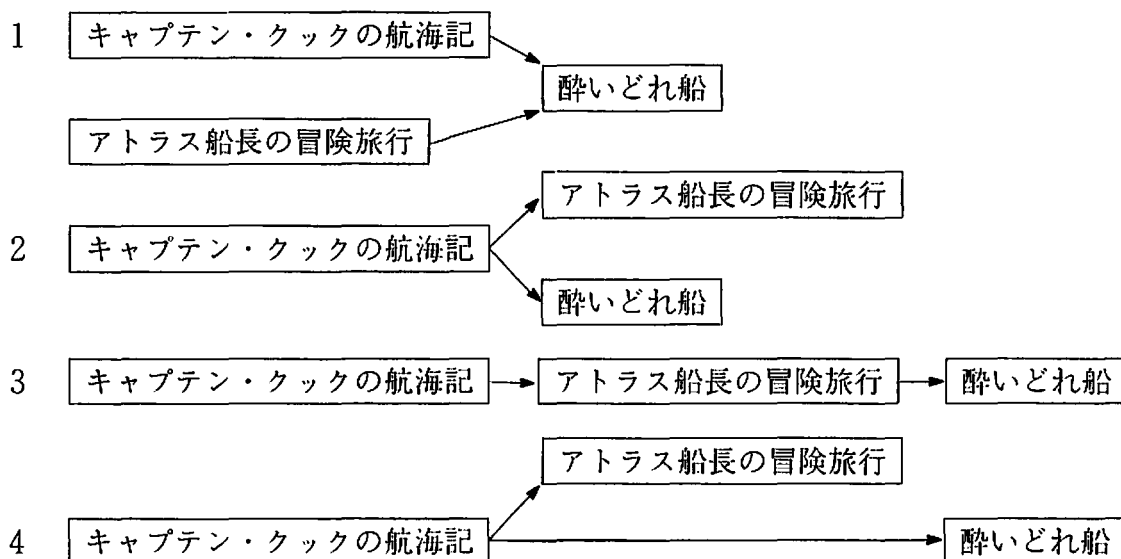 1 キャプテン・クックの航海記
酔いどれ船
アトラス船長の冒険旅行
アトラス船長の冒険旅行
2 キャプテン・クックの航海記
酔いどれ船
3 キャプテン・クックの航海記 アトラス船長の冒険旅行 酔いどれ船
アトラス船長の冒険旅行
4 キャプテン・クックの航海記 酔いどれ船